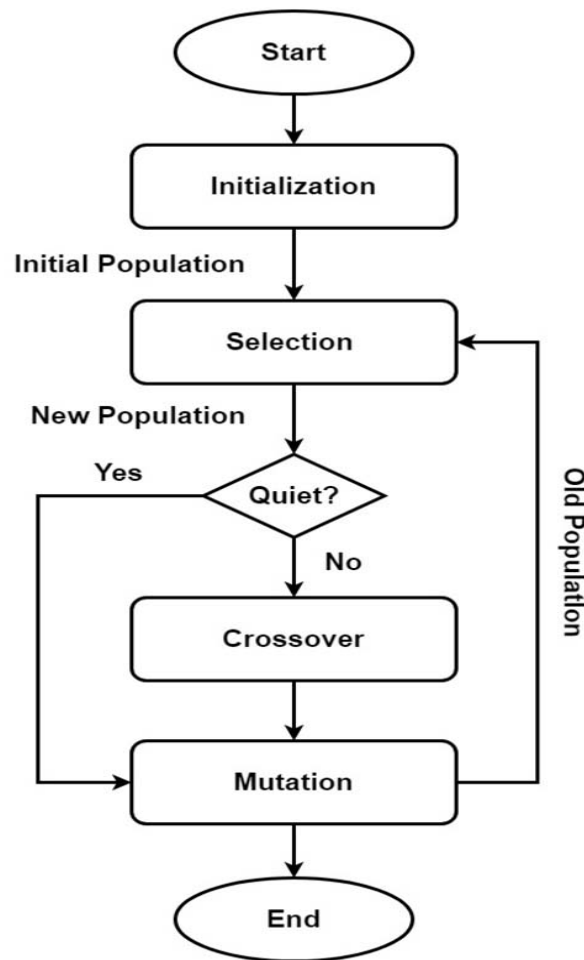 Start
Initialization
Initial Population
Selection
New Population
Yes
Quiet?
No
Old Population
Crossover
Mutation
End